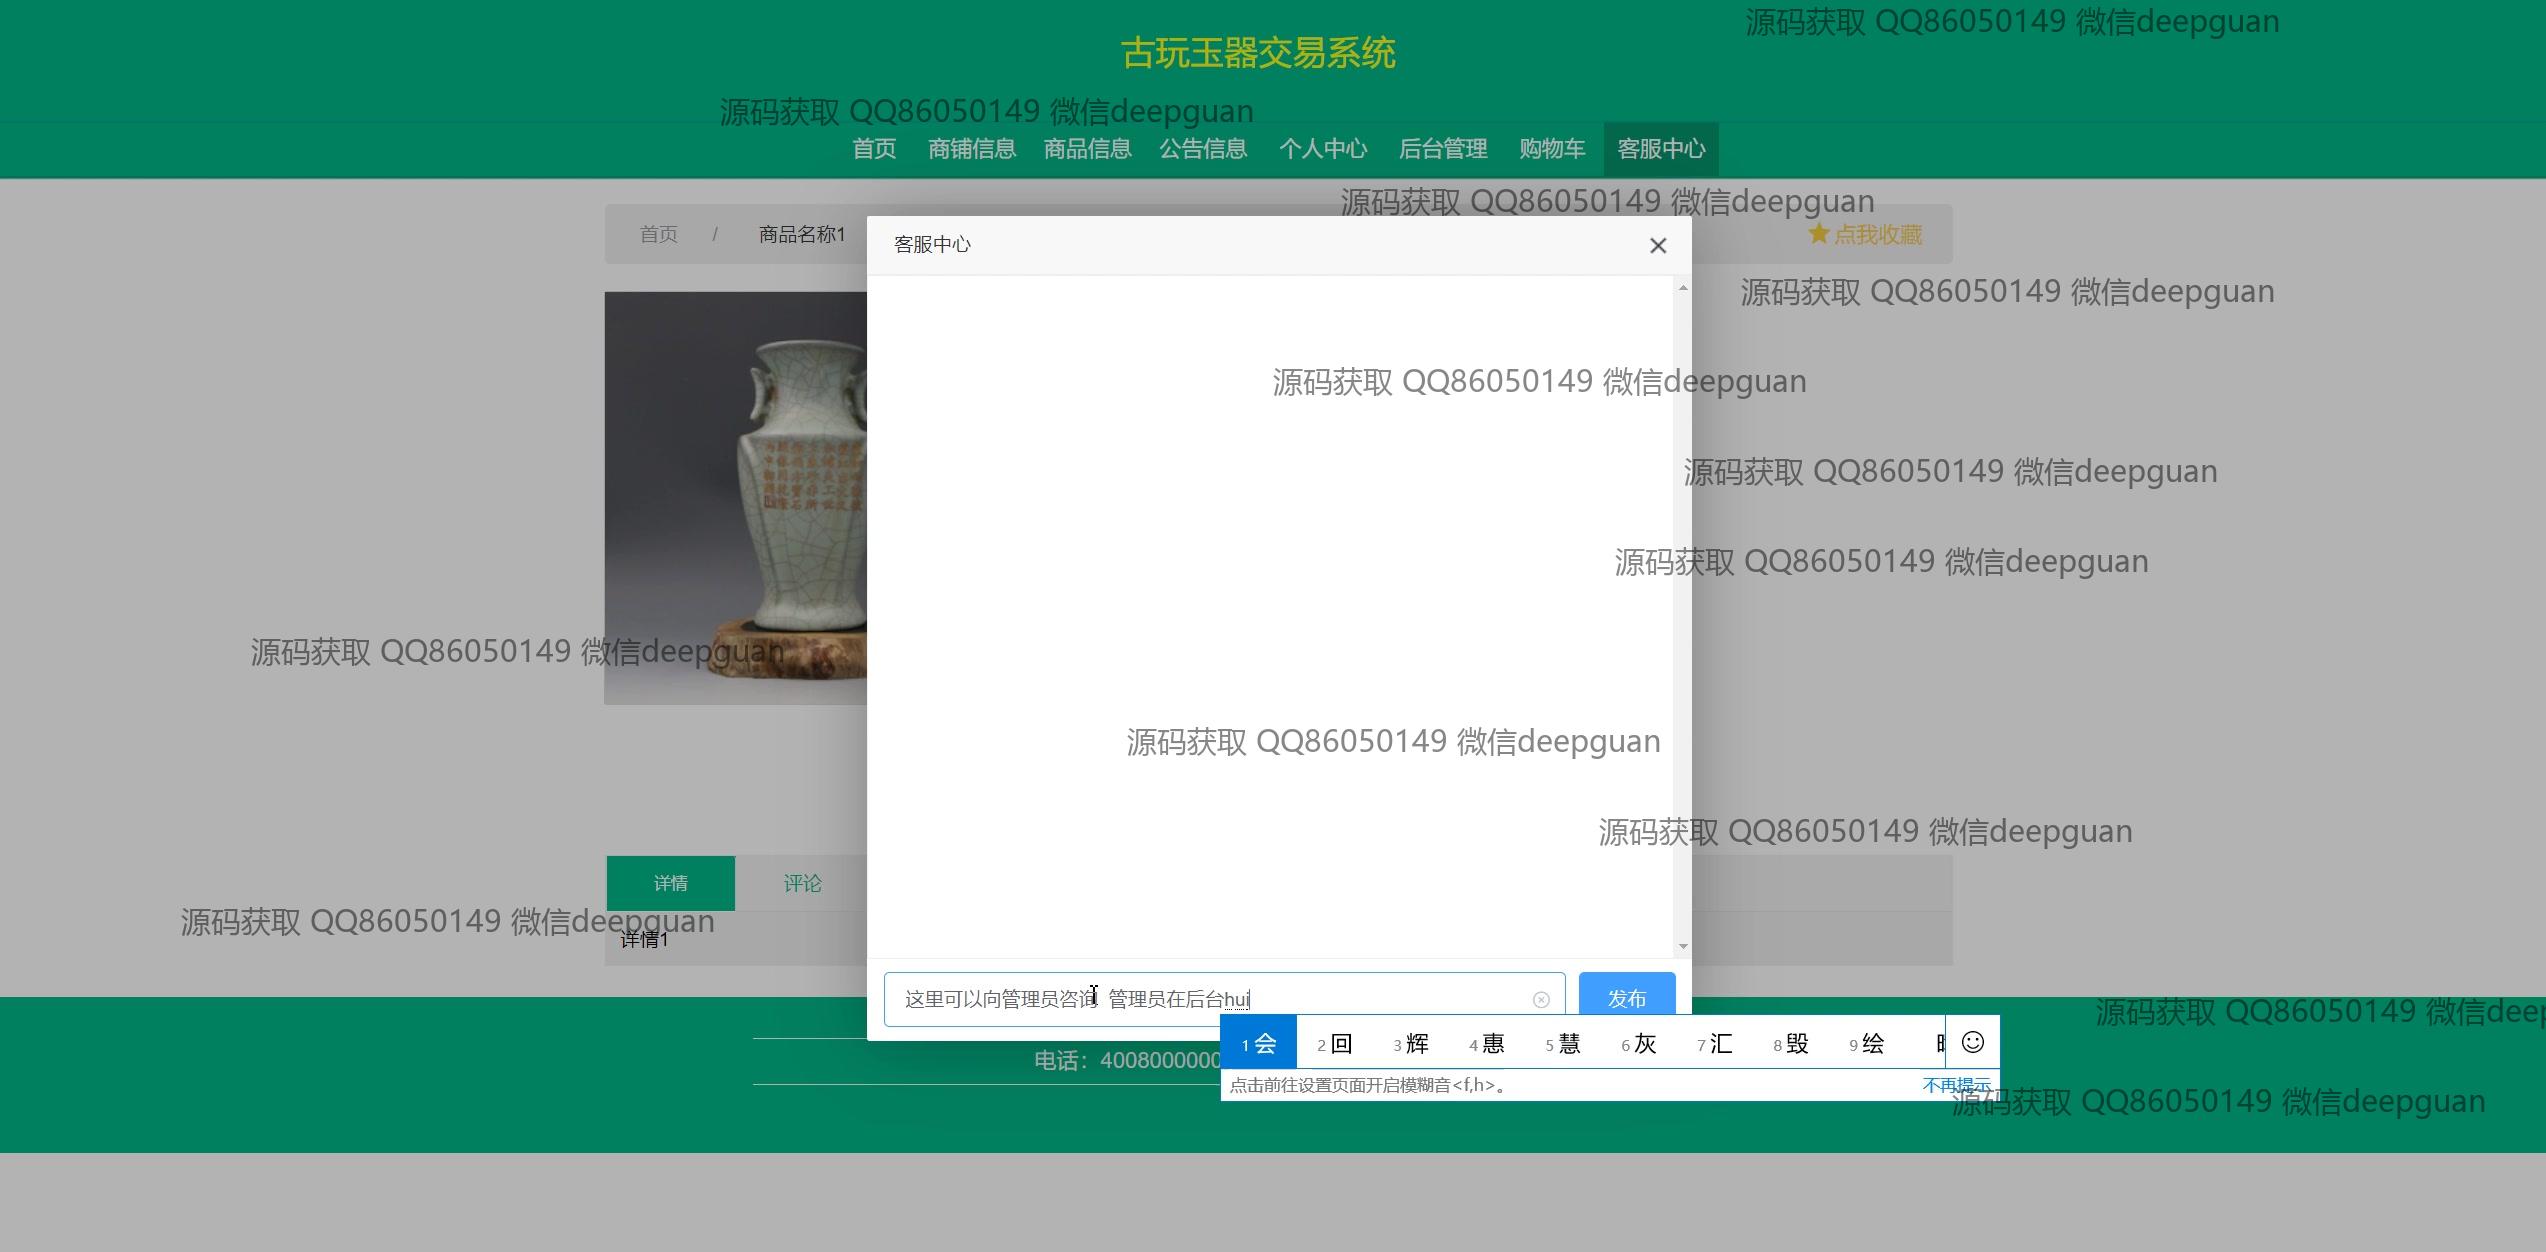 源码获取 QQ86050149 微信deepguan
古玩玉器交易系统
源码获取 QQ86050149 微信deepguan
首页 商铺信息 商品信息 公告信息 个人中心 后台管理 购物车 客服中心
源码获取 QQ86050149 微信deepguan
首页 / 商品名称1
点我收藏
客服中心
源码获取 QQ86050149 微信deepguan
源码获取 QQ86050149 微信deepguan
源码获取 QQ86050149 微信deepguan
源码获取 QQ86050149 微信deepguan
源码获取 QQ86050149 微信deepguan
源码获取 QQ86050149 微信deepguan
源码获取 QQ86050149 微信deepguan
详情 评论
源码获取 QQ86050149 微信deepguan
详情1
这里可以向管理员咨询 管理员在后台hui
发布
源码获取 QQ86050149 微信deep
1 会 2 回 3 辉 4 惠 5 慧 6 灰 7 汇 8 毁 9 绘
电话：4008000000
点击前往设置页面开启模糊音<f,h>。 不再提示
源码获取 QQ86050149 微信deepguan